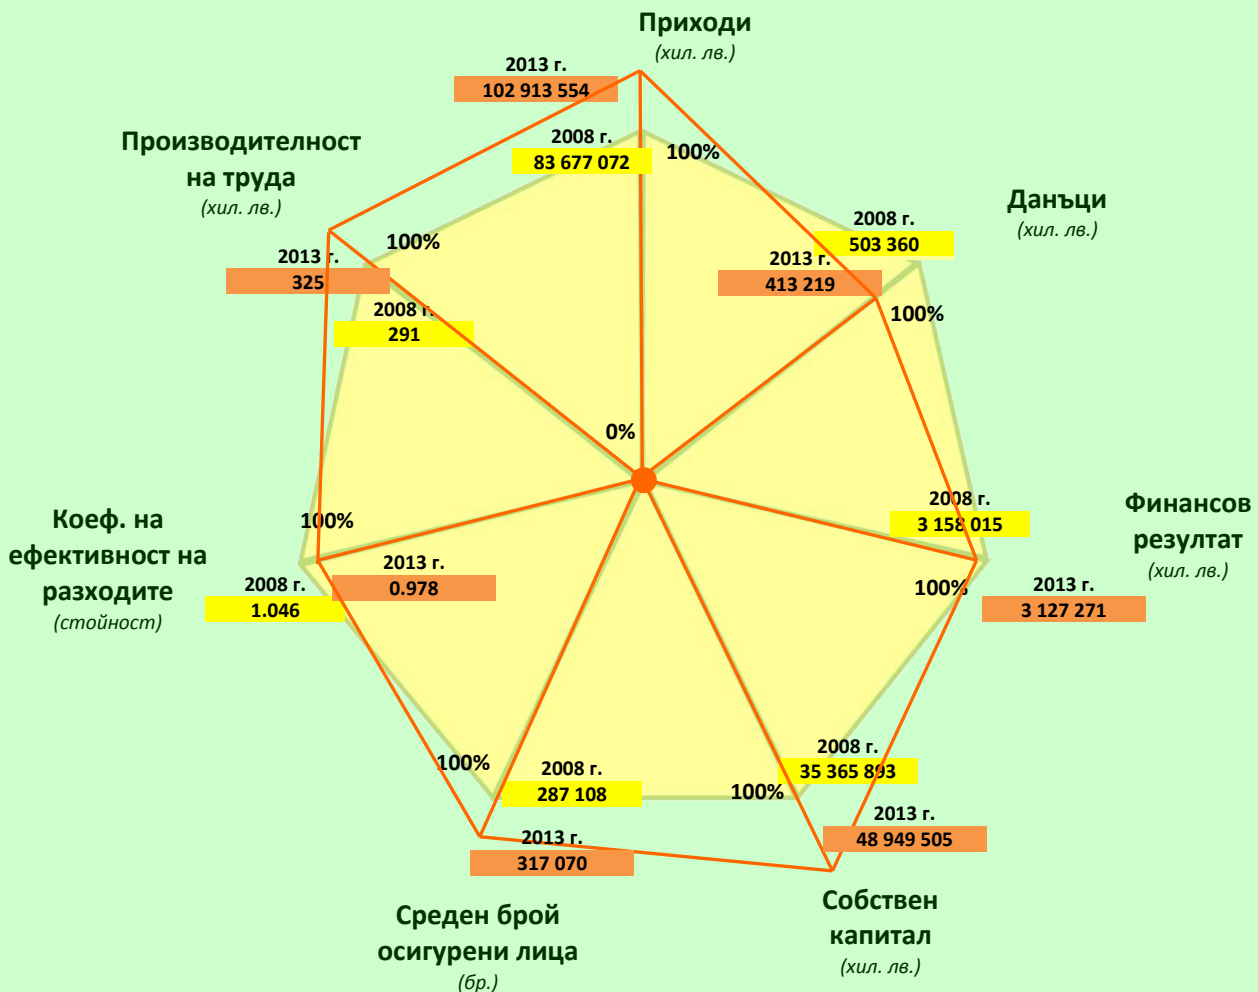 Приходи
(хил. лв.)
2013 г.
102 913 554
2008 г.
83 677 072
100%
Данъци
(хил. лв.)
2008 г.
503 360
2013 г.
413 219
100%
Финансов
резултат
(хил. лв.)
2008 г.
3 158 015
100%
2013 г.
3 127 271
Собствен
капитал
(хил. лв.)
2008 г.
35 365 893
100%
2013 г.
48 949 505
Среден брой
осигурени лица
(бр.)
100%
2008 г.
287 108
2013 г.
317 070
Коеф. на
ефективност на
разходите
(стойност)
100%
2008 г.
1.046
2013 г.
0.978
Производителност
на труда
(хил. лв.)
100%
2013 г.
325
2008 г.
291
0%